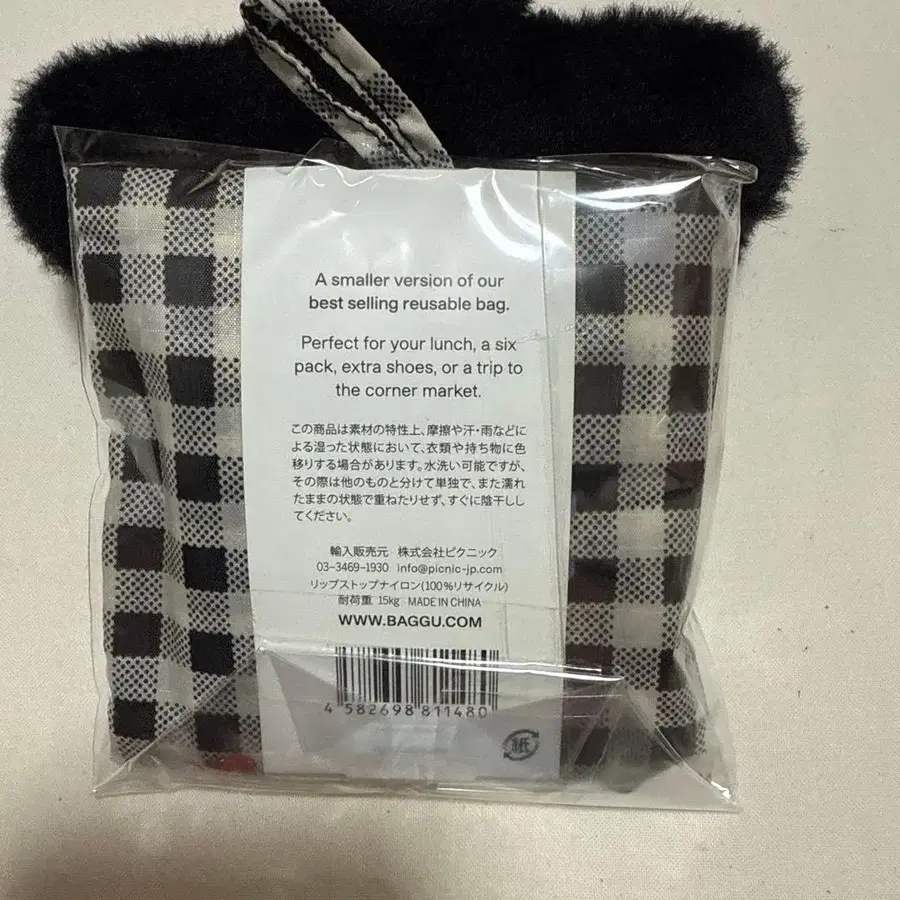 A smaller version of our
best selling reusable bag.
Perfect for your lunch, a six
pack, extra shoes, or a trip to
the corner market.
この商品は素材の特性上、摩擦や汗・雨などに
よる湿った状態において、衣類や持ち物に色
移りする場合があります。水洗い可能ですが、
その際は他のものと分けて単独で、また濡れ
たままの状態で重ねたりせず、すぐに陰干しし
てください。
輸入販売元 株式会社ピクニック
03-3469-1930 info@picnic-jp.com
リップストップナイロン(100%リサイクル)
耐荷重 15kg MADE IN CHINA
WWW.BAGGU.COM
4 582698 811480
紙